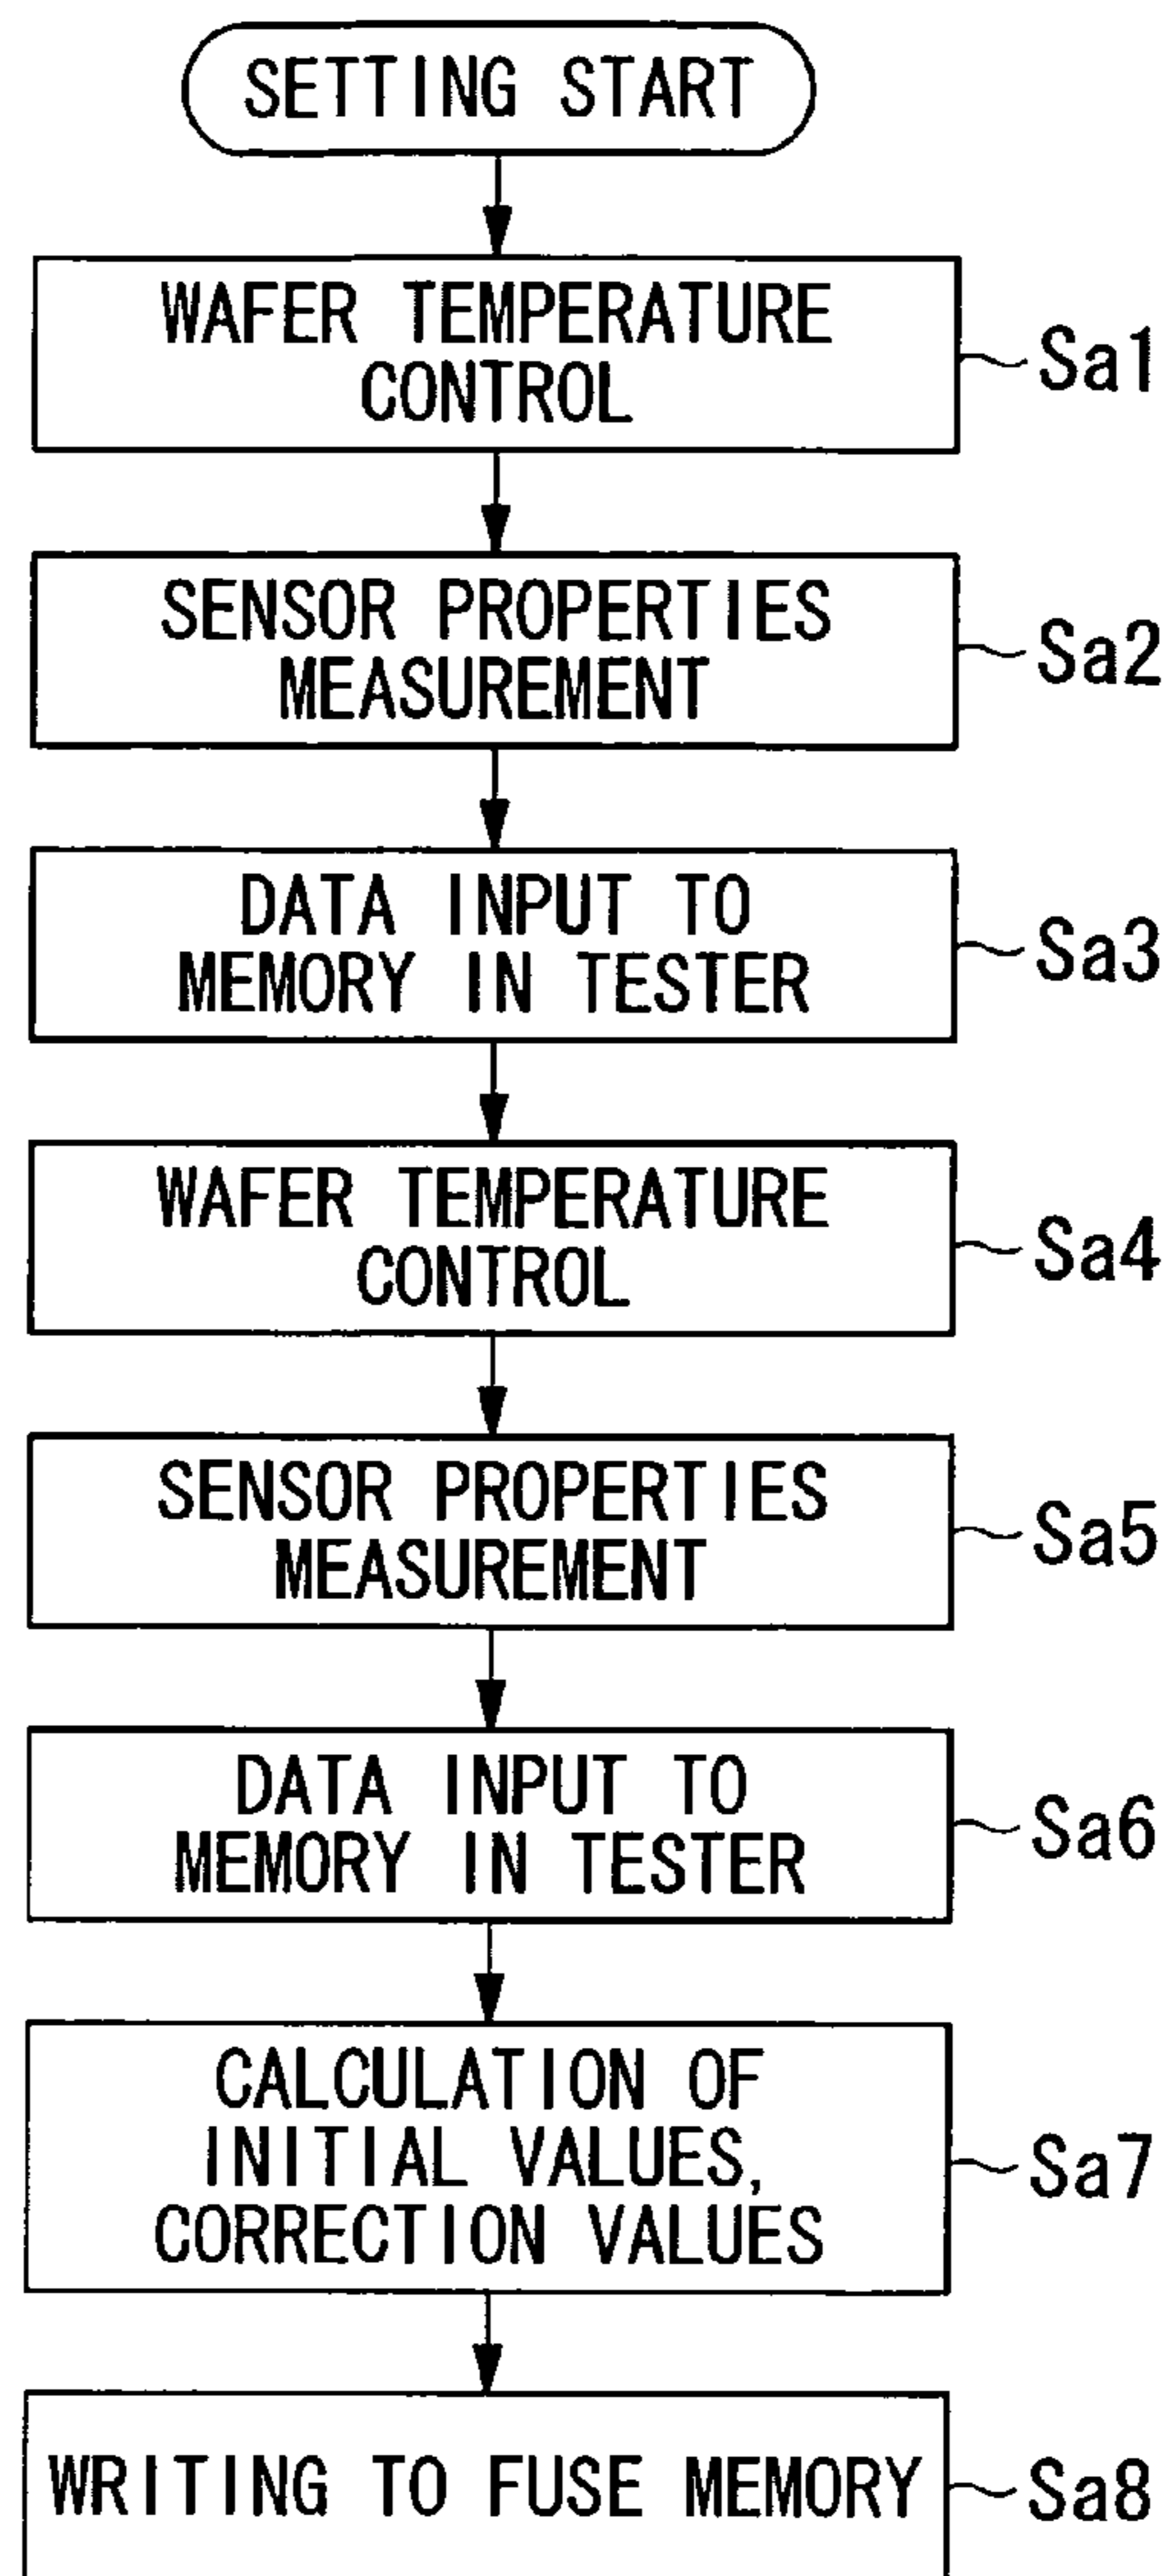 SETTING START
WAFER TEMPERATURE
CONTROL
Sa1
SENSOR PROPERTIES
MEASUREMENT
Sa2
DATA INPUT TO
MEMORY IN TESTER
Sa3
WAFER TEMPERATURE
CONTROL
Sa4
SENSOR PROPERTIES
MEASUREMENT
Sa5
DATA INPUT TO
MEMORY IN TESTER
Sa6
CALCULATION OF
INITIAL VALUES,
CORRECTION VALUES
Sa7
WRITING TO FUSE MEMORY
Sa8